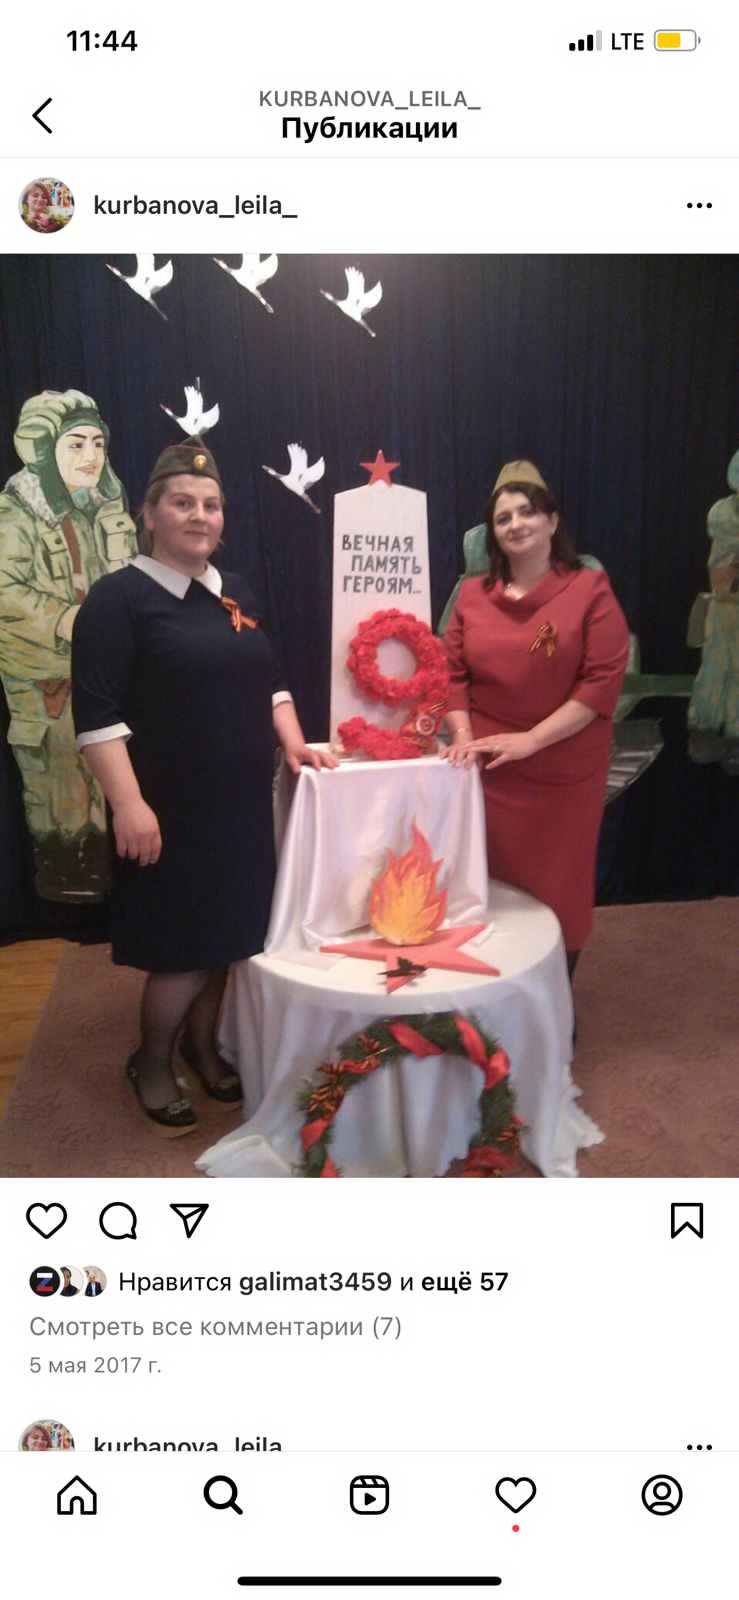 11:44
LTE
KURBANOVA_LEILA_
Публикации
kurbanova_leila_
ВЕЧНАЯ
ПАМЯТЬ
ГЕРОЯМ...
Z
Нравится galimat3459 и ещё 57
Смотреть все комментарии (7)
5 мая 2017 г.
kurbanova_leila_